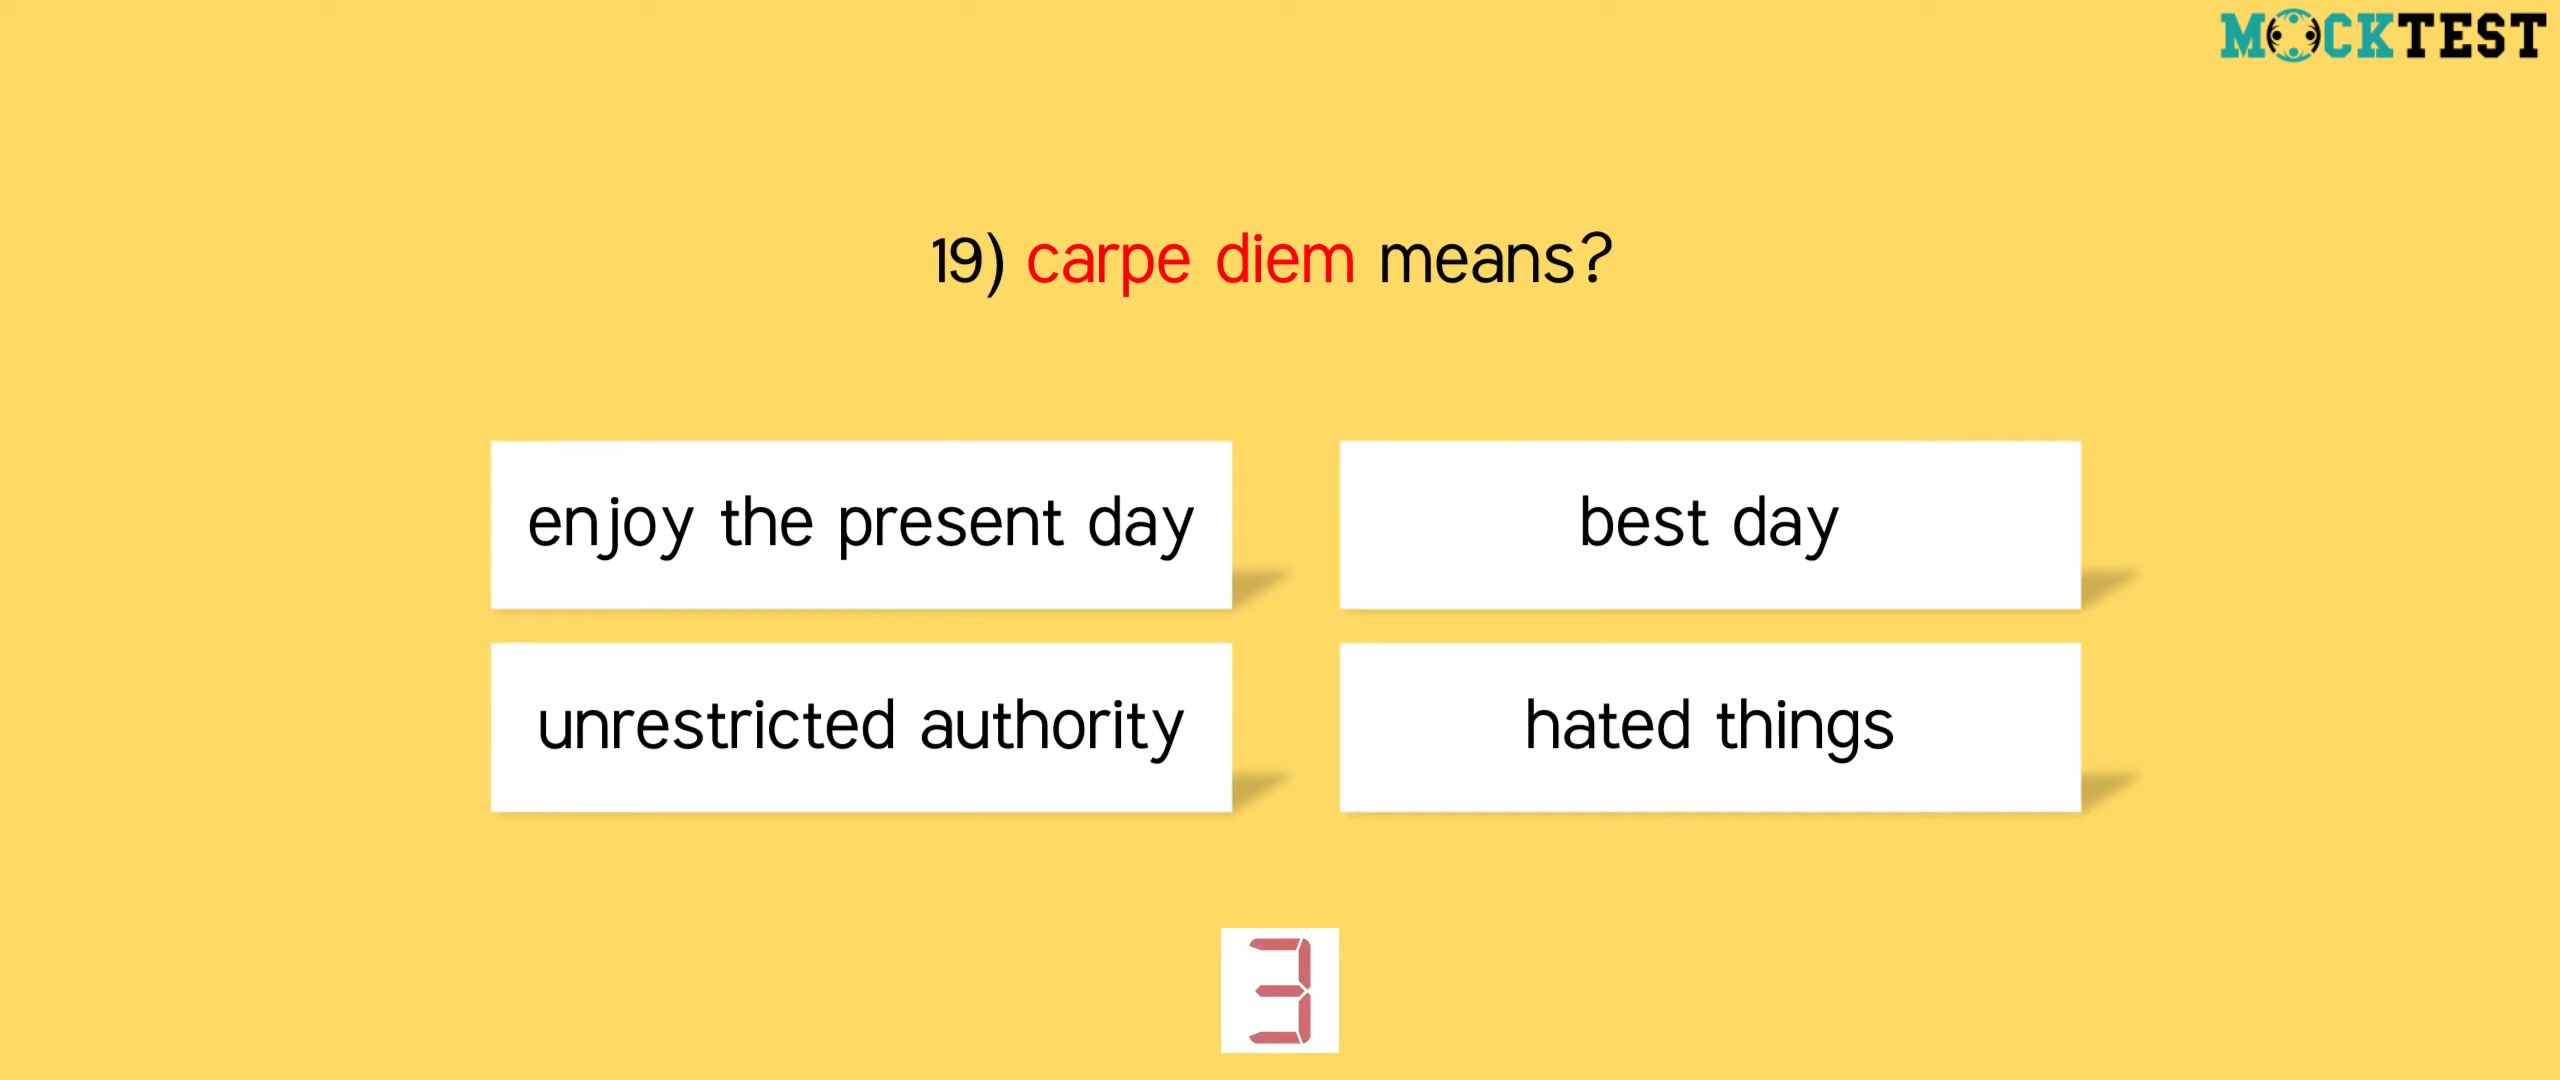 MOCKTEST
19) carpe diem means?
enjoy the present day
best day
unrestricted authority
hated things
3